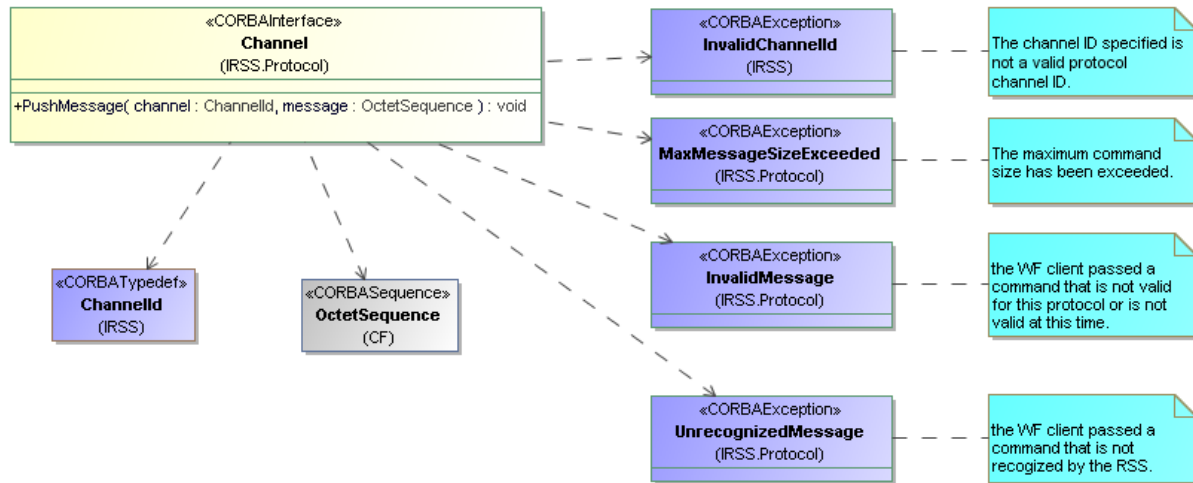 «CORBAInterface»
Channel
(IRSS.Protocol)
+PushMessage( channel : ChannelId, message : OctetSequence ) : void
«CORBATypedef»
ChannelId
(IRSS)
«CORBASequence»
OctetSequence
(CF)
«CORBAException»
InvalidChannelId
(IRSS)
The channel ID specified is
not a valid protocol
channel ID.
«CORBAException»
MaxMessageSizeExceeded
(IRSS.Protocol)
The maximum command
size has been exceeded.
«CORBAException»
InvalidMessage
(IRSS.Protocol)
the WF client passed a
command that is not valid
for this protocol or is not
valid at this time.
«CORBAException»
UnrecognizedMessage
(IRSS.Protocol)
the WF client passed a
command that is not
recogized by the RSS.